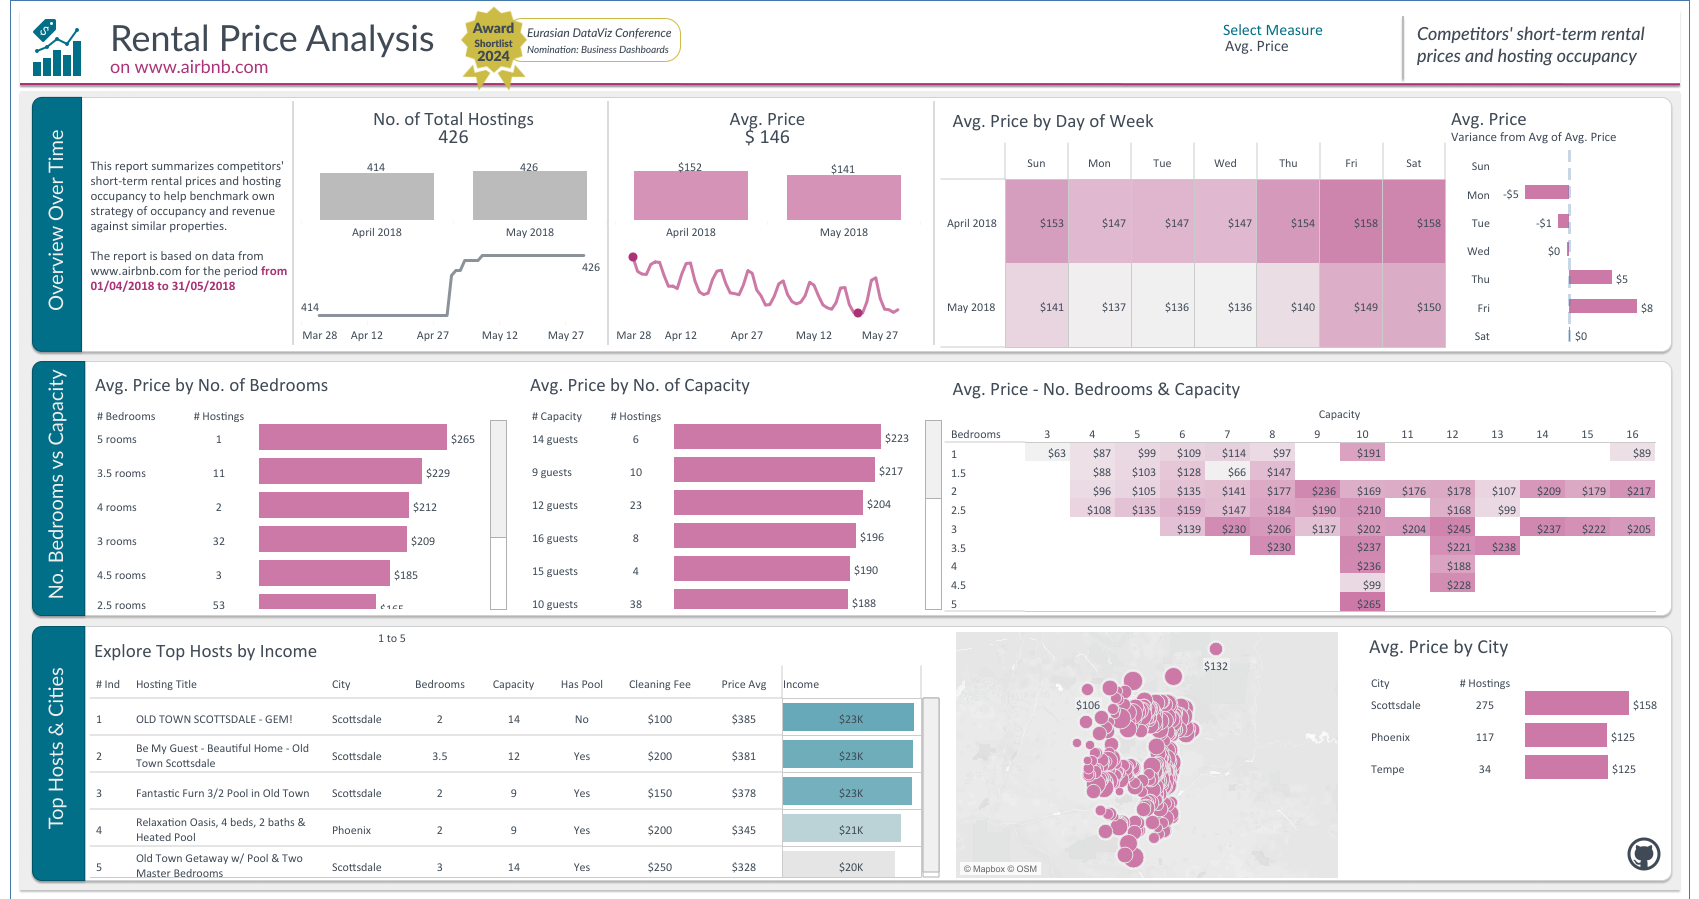 Rental Price Analysis
on www.airbnb.com
Award
Shortlist
2024
Eurasian DataViz Conference
Nomination: Business Dashboards
Select Measure
Avg. Price
Competitors' short-term rental
prices and hosting occupancy
Overview Over Time
This report summarizes competitors'
short-term rental prices and hosting
occupancy to help benchmark own
strategy of occupancy and revenue
against similar properties.
The report is based on data from
www.airbnb.com for the period from
01/04/2018 to 31/05/2018
No. of Total Hostings
426
414 426
April 2018 May 2018
414
426
Mar 28 Apr 12 Apr 27 May 12 May 27
Avg. Price
$ 146
$152 $141
April 2018 May 2018
Mar 28 Apr 12 Apr 27 May 12 May 27
Avg. Price by Day of Week
Sun Mon Tue Wed Thu Fri Sat
April 2018 $153 $147 $147 $147 $154 $158 $158
May 2018 $141 $137 $136 $136 $140 $149 $150
Avg. Price
Variance from Avg of Avg. Price
Sun
Mon -$5
Tue -$1
Wed $0
Thu $5
Fri $8
Sat $0
No. Bedrooms vs Capacity
Avg. Price by No. of Bedrooms
# Bedrooms # Hostings
5 rooms 1 $265
3.5 rooms 11 $229
4 rooms 2 $212
3 rooms 32 $209
4.5 rooms 3 $185
2.5 rooms 53 $165
Avg. Price by No. of Capacity
# Capacity # Hostings
14 guests 6 $223
9 guests 10 $217
12 guests 23 $204
16 guests 8 $196
15 guests 4 $190
10 guests 38 $188
Avg. Price - No. Bedrooms & Capacity
Capacity
Bedrooms 3 4 5 6 7 8 9 10 11 12 13 14 15 16
1 $63 $87 $99 $109 $114 $97 $191 $89
1.5 $88 $103 $128 $66 $147
2 $96 $105 $135 $141 $177 $236 $169 $176 $178 $107 $209 $179 $217
2.5 $108 $135 $159 $147 $184 $190 $210 $168 $99
3 $139 $230 $206 $137 $202 $204 $245 $237 $222 $205
3.5 $230 $237 $221 $238
4 $236 $188
4.5 $99 $228
5 $265
Top Hosts & Cities
1 to 5
Explore Top Hosts by Income
# Ind Hosting Title City Bedrooms Capacity Has Pool Cleaning Fee Price Avg Income
1 OLD TOWN SCOTTSDALE - GEM! Scottsdale 2 14 No $100 $385 $23K
2 Be My Guest - Beautiful Home - Old Town Scottsdale Scottsdale 3.5 12 Yes $200 $381 $23K
3 Fantastic Furn 3/2 Pool in Old Town Scottsdale 2 9 Yes $150 $378 $23K
4 Relaxation Oasis, 4 beds, 2 baths & Heated Pool Phoenix 2 9 Yes $200 $345 $21K
5 Old Town Getaway w/ Pool & Two Master Bedrooms Scottsdale 3 14 Yes $250 $328 $20K
$132
$106
© Mapbox © OSM
Avg. Price by City
City # Hostings
Scottsdale 275 $158
Phoenix 117 $125
Tempe 34 $125